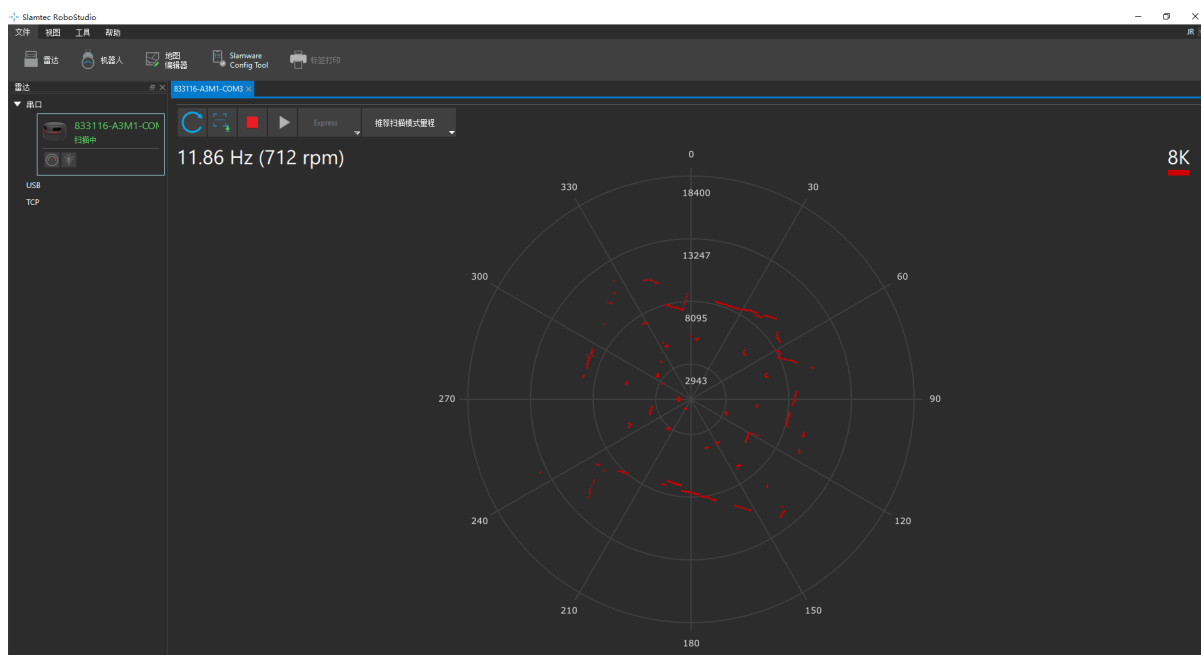 Slamtec RoboStudio
文件 视图 工具 帮助
JR
雷达 机器人 地图编辑器 Slamware Config Tool 标签打印
雷达
833116-A3M1-COM3
串口
833116-A3M1-COM
扫描中
USB
TCP
Express
推荐扫描模式量程
11.86 Hz (712 rpm)
8K
0
330
30
18400
13247
300
60
8095
2943
270
90
240
120
210
150
180